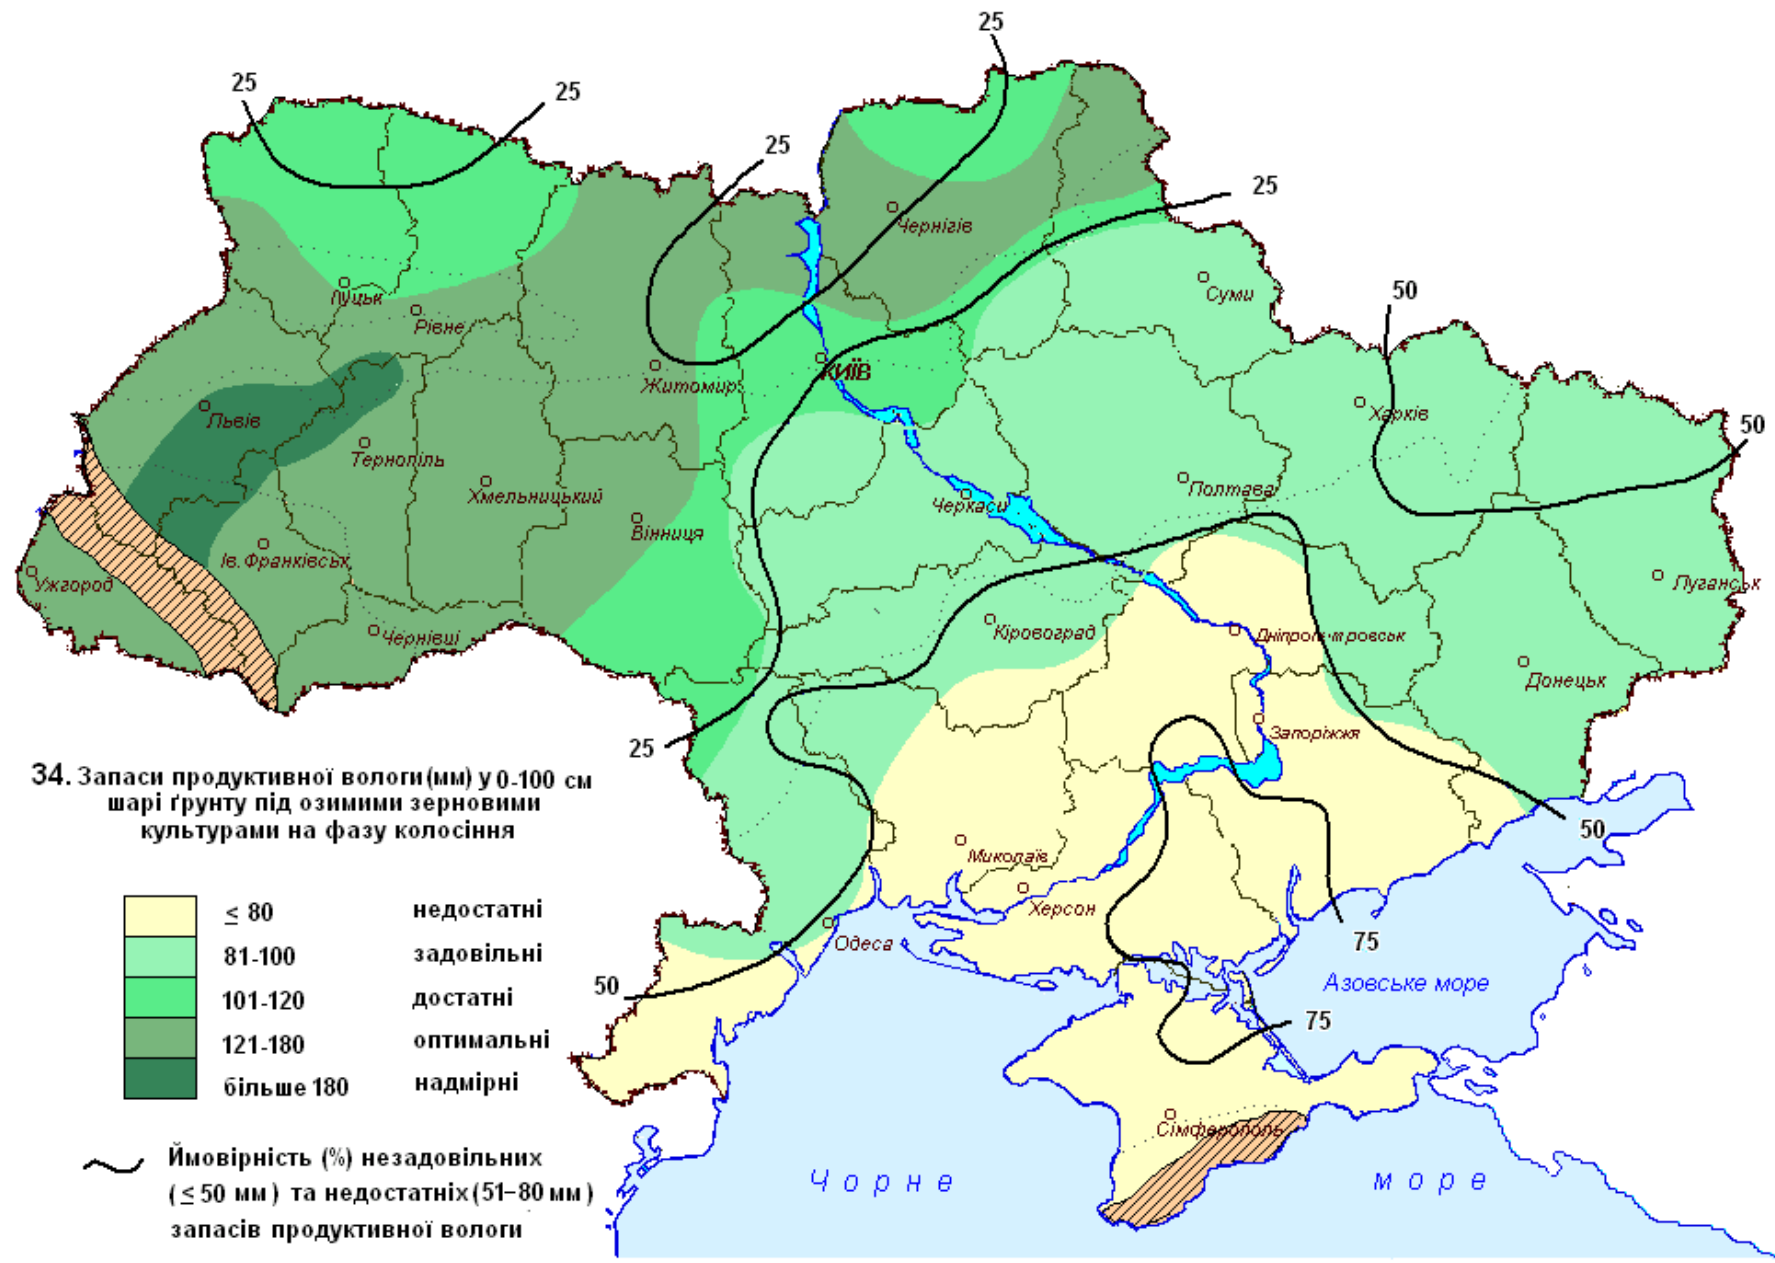 25
25
25
25
25
Чернігів
Суми
Луцьк
50
Рівне
КИЇВ
Житомир
Харків
Львів
50
Тернопіль
Хмельницький
Полтава
Черкаси
Вінниця
Ів. Франківськ
Ужгород
Луганськ
Чернівці
Кіровоград
Донецьк
Запоріжжя
25
34. Запаси продуктивної вологи (мм) у 0-100 см
шарі ґрунту під озимими зерновими
культурами на фазу колосіння
50
Миколаїв
Херсон
Одеса
75
50
Азовське море
75
≤ 80 недостатні
81-100 задовільні
101-120 достатні
121-180 оптимальні
більше 180 надмірні
Сімферополь
Ймовірність (%) незадовільних
(≤ 50 мм) та недостатніх (51–80 мм)
запасів продуктивної вологи
Чорне море